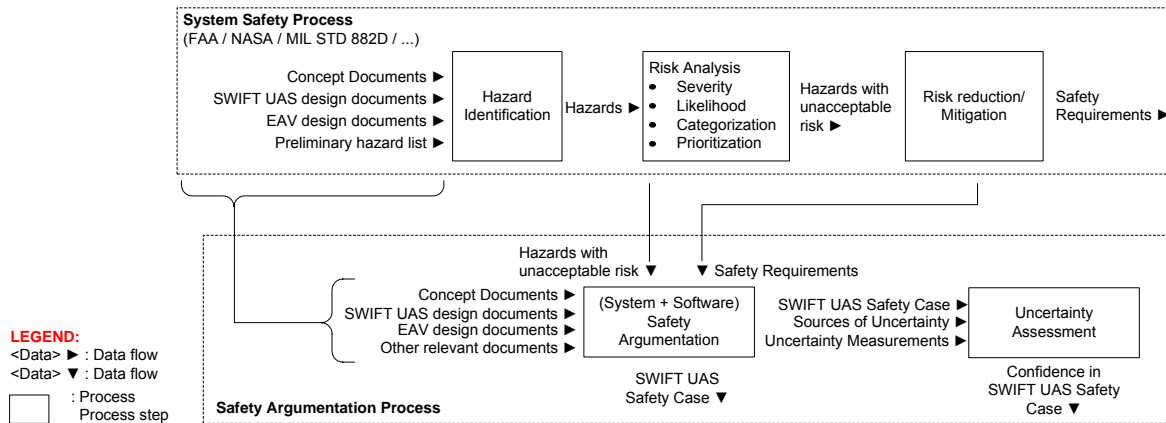 System Safety Process
(FAA / NASA / MIL STD 882D / ...)
Concept Documents ►
SWIFT UAS design documents ►
EAV design documents ►
Preliminary hazard list ►
Hazard
Identification
Hazards ►
Risk Analysis
• Severity
• Likelihood
• Categorization
• Prioritization
Hazards with
unacceptable
risk ►
Risk reduction/
Mitigation
Safety
Requirements ►
Hazards with
unacceptable risk ▼
▼ Safety Requirements
Concept Documents ►
SWIFT UAS design documents ►
EAV design documents ►
Other relevant documents ►
(System + Software)
Safety
Argumentation
SWIFT UAS
Safety Case ▼
SWIFT UAS Safety Case ►
Sources of Uncertainty ►
Uncertainty Measurements ►
Uncertainty
Assessment
Confidence in
SWIFT UAS Safety
Case ▼
Safety Argumentation Process
LEGEND:
<Data> ► : Data flow
<Data> ▼ : Data flow
: Process
Process step